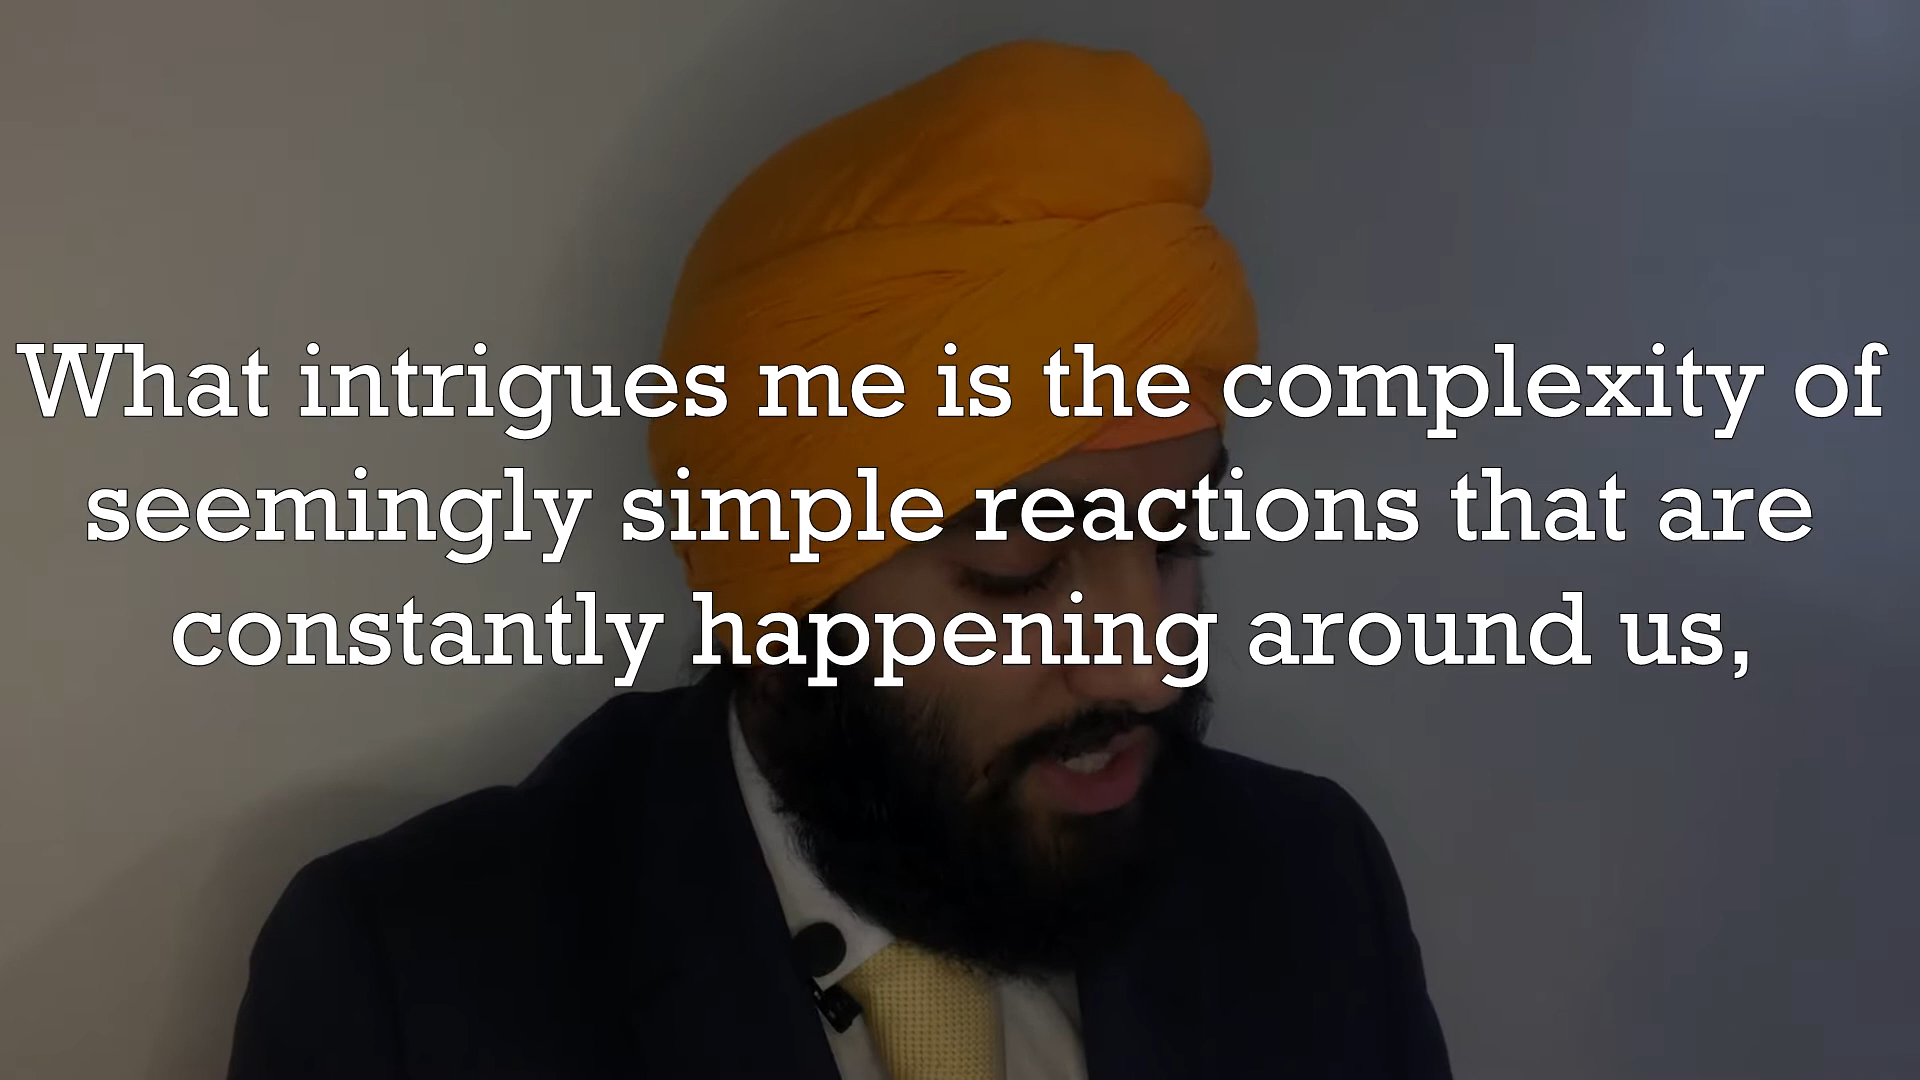 What intrigues me is the complexity of
seemingly simple reactions that are
constantly happening around us,